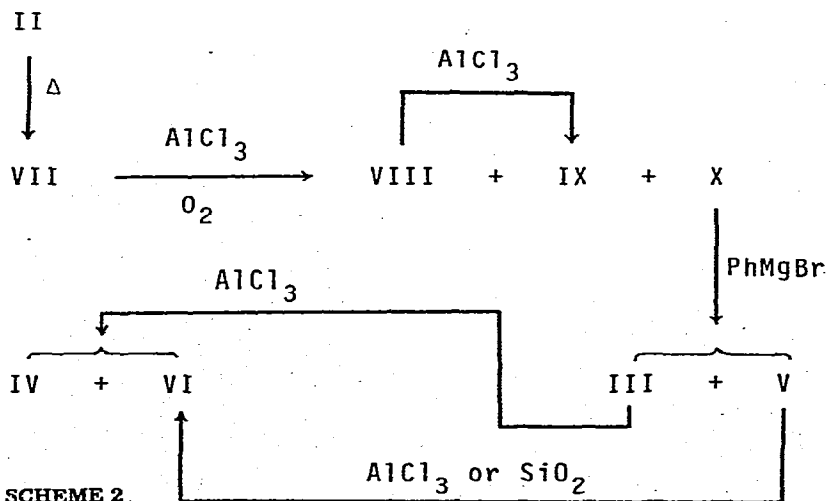 II
Δ
AlCl3
VII
AlCl3
O2
VIII + IX + X
PhMgBr
AlCl3
IV + VI
III + V
AlCl3 or SiO2
SCHEME 2